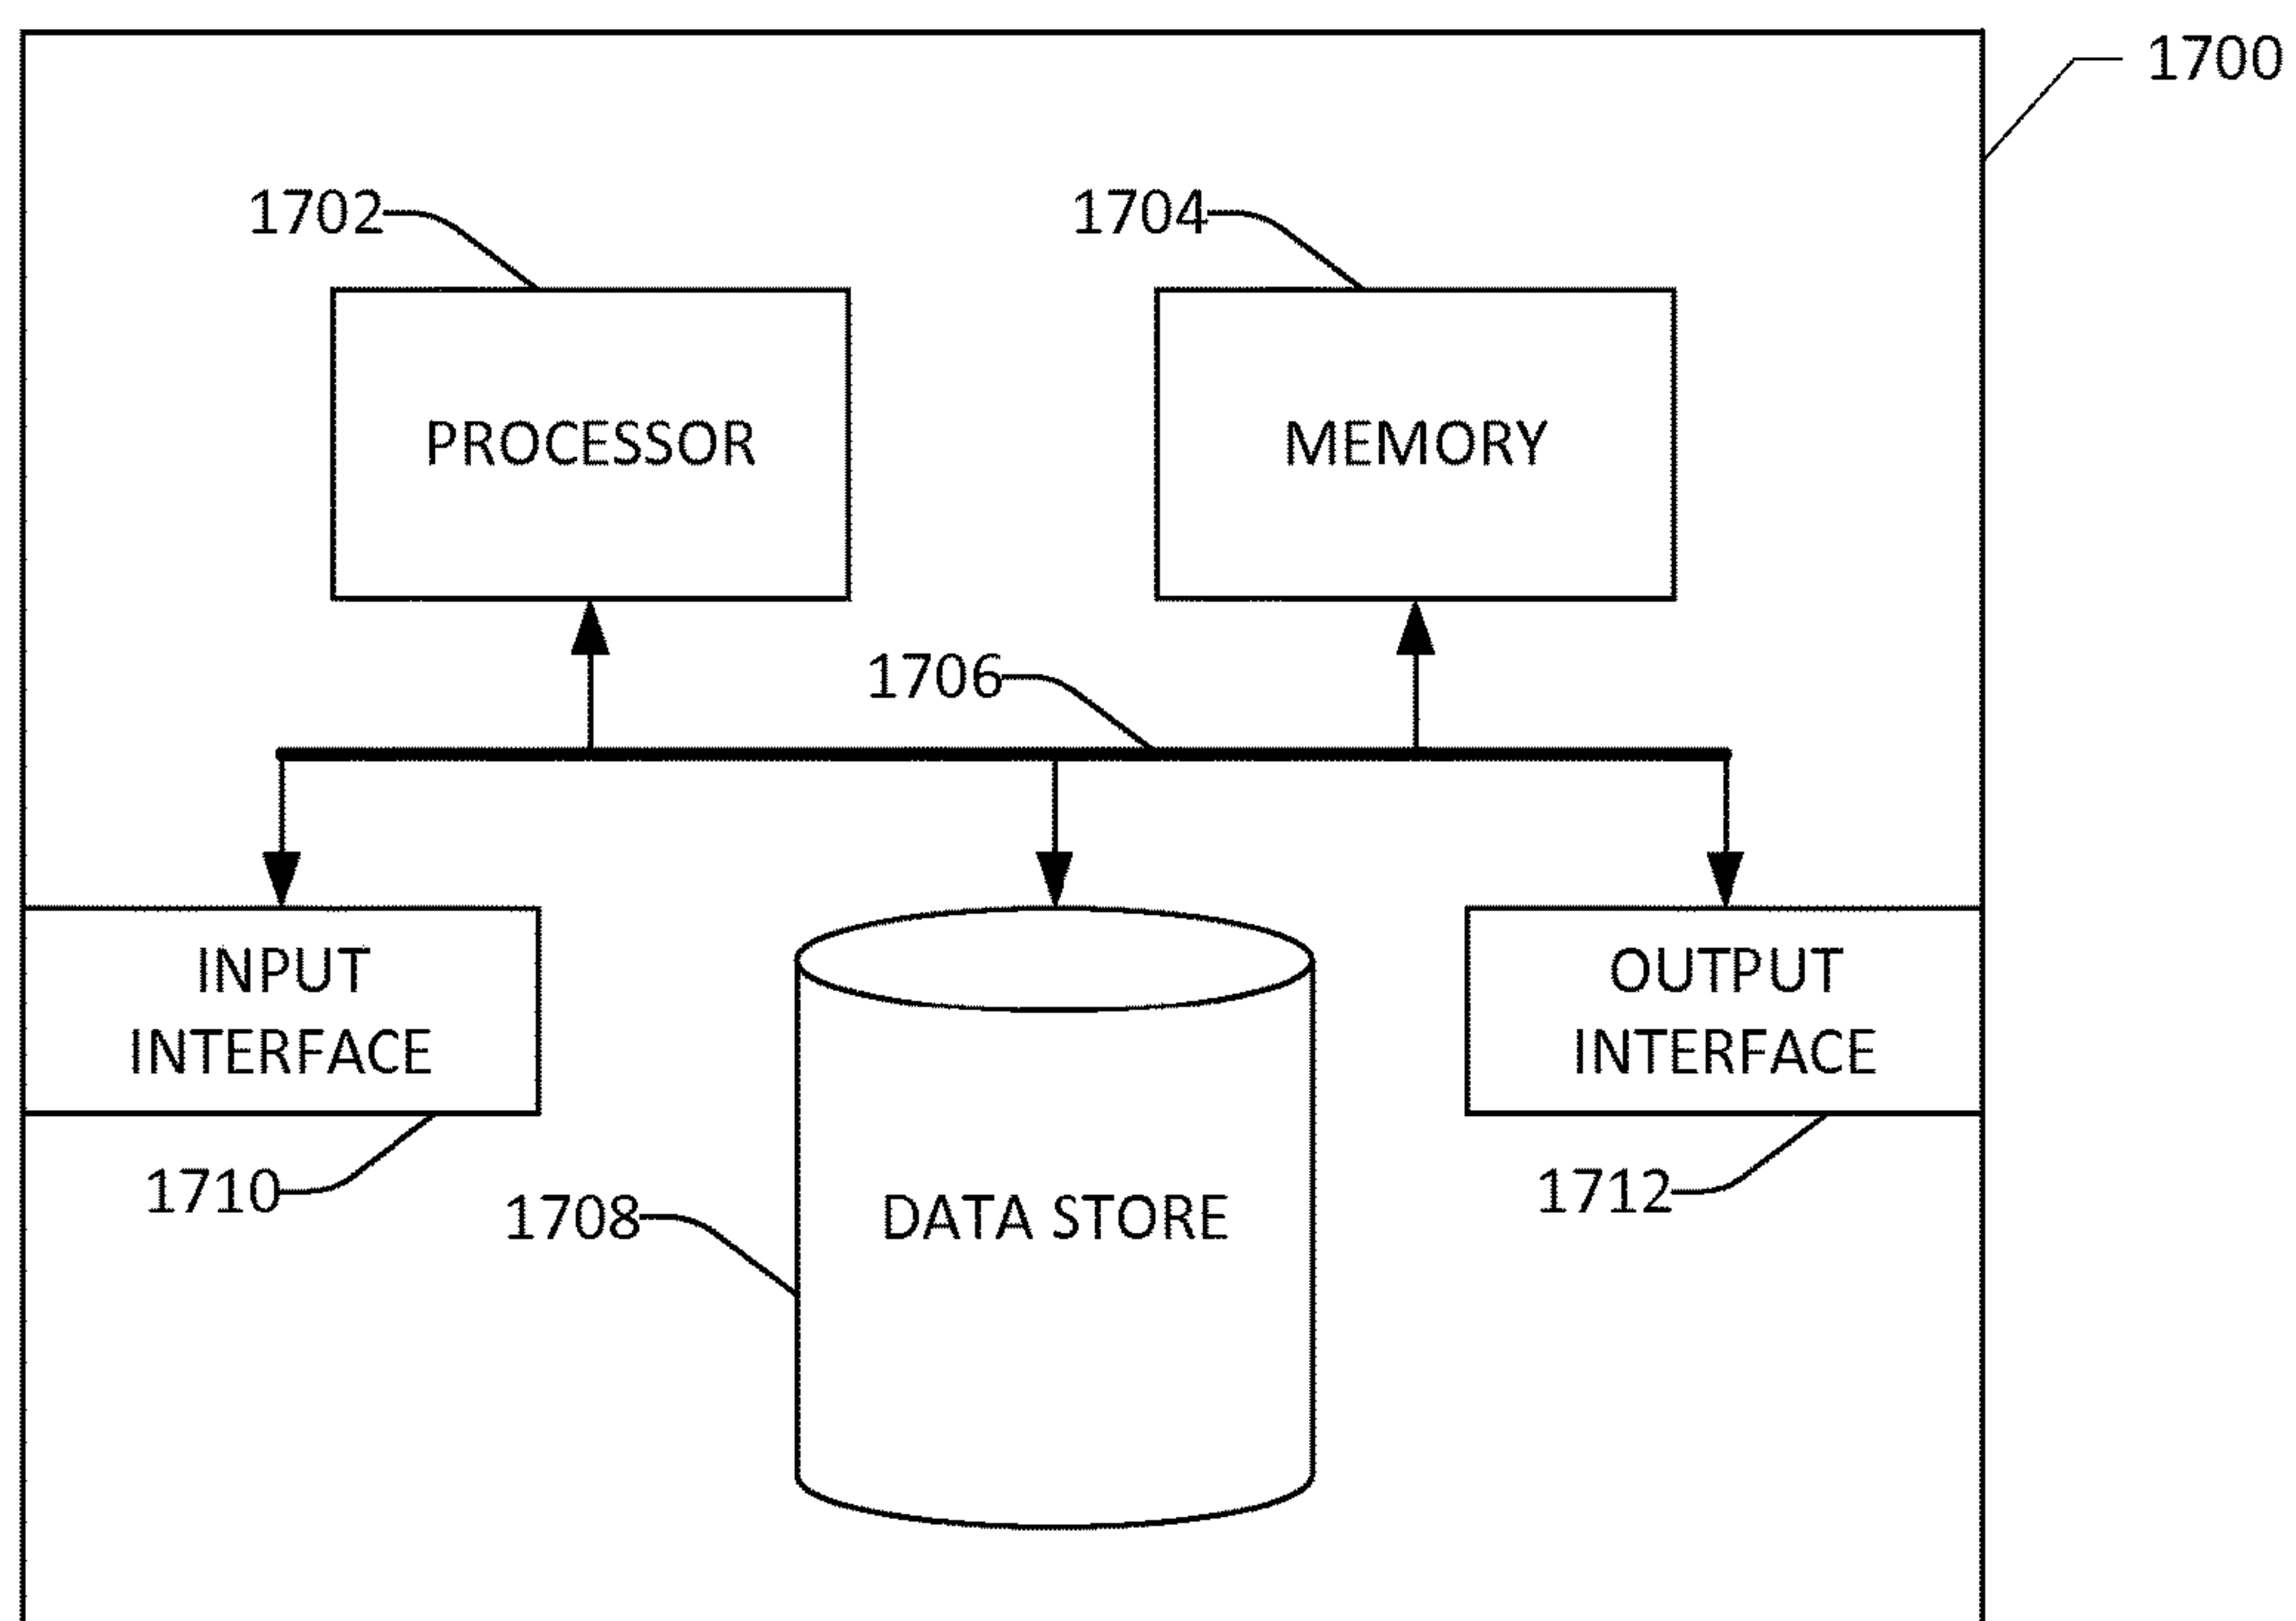 1700
1702
1704
PROCESSOR
MEMORY
1706
INPUT
INTERFACE
OUTPUT
INTERFACE
1710
1708
DATA STORE
1712